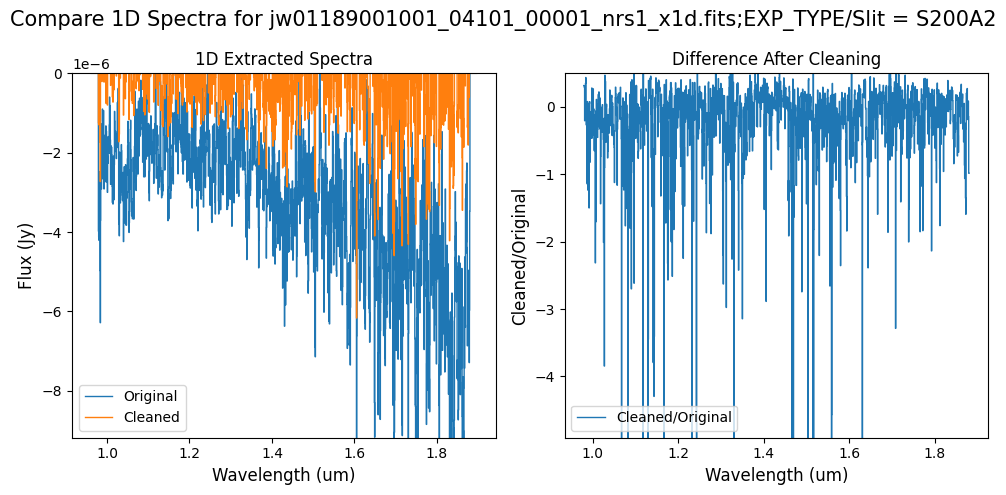 Compare 1D Spectra for jw01189001001_04101_00001_nrs1_x1d.fits;EXP_TYPE/Slit = S200A2
1D Extracted Spectra
Difference After Cleaning
1e−6
0
−2
−4
−6
−8
Flux (Jy)
Original
Cleaned
1.0
1.2
1.4
1.6
1.8
Wavelength (um)
0
−1
−2
−3
−4
Cleaned/Original
Cleaned/Original
1.0
1.2
1.4
1.6
1.8
Wavelength (um)